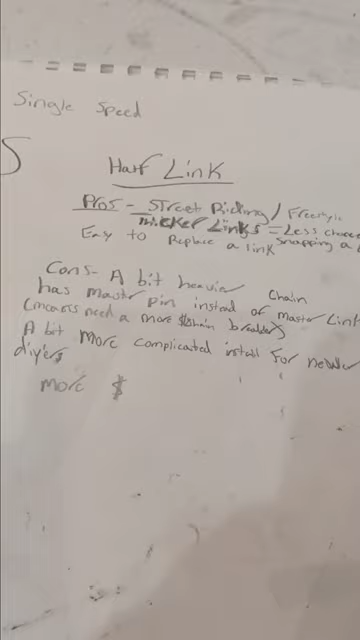 Single Speed
S
Half Link
Pros - Street Riding / Freestyle
Thicker Links = Less
Easy to Replace a link Snapping a
Cons - A bit heavier Chain
has master pin instead of master Link
(means need a more $ chain breaker)
A bit more complicated install For newer
diyers
more $